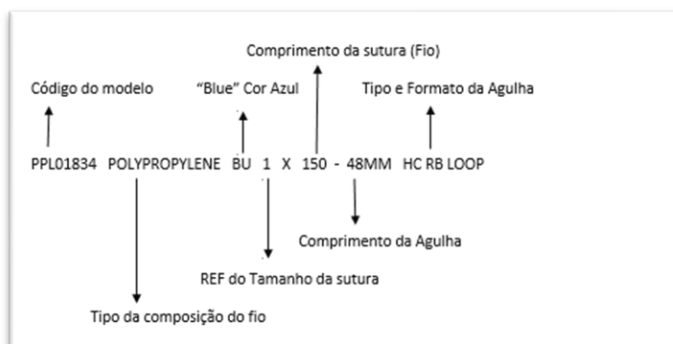 Comprimento da sutura (Fio)
Código do modelo “Blue” Cor Azul Tipo e Formato da Agulha
PPL01834 POLYPROPYLENE BU 1 X 150 - 48MM HC RB LOOP
Comprimento da Agulha
REF do Tamanho da sutura
Tipo da composição do fio